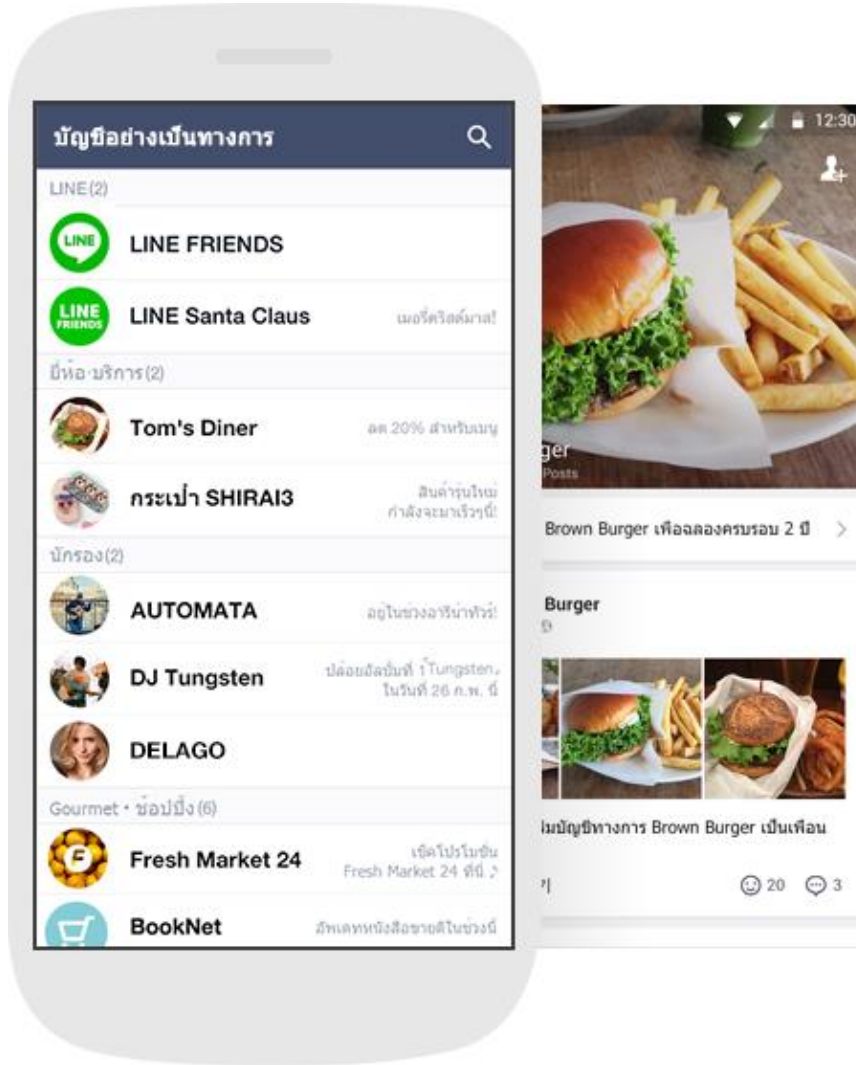 บัญชีอย่างเป็นทางการ
LINE(2)
LINE
LINE FRIENDS
LINE
FRIENDS
LINE Santa Claus
เมอรี่คริสต์มาส!
ยี่ห้อ·บริการ(2)
Tom's Diner
ลด 20% สำหรับเมนู
กระเป๋า SHIRAI3
สินค้ารุ่นใหม่
กำลังจะมาเร็วๆนี้!
นักร้อง(2)
AUTOMATA
อยู่ในช่วงอารีน่าทัวร์!
DJ Tungsten
ปล่อยอัลบั้มที่ 1「Tungsten」
ในวันที่ 26 ก.พ. นี้
DELAGO
Gourmet • ช้อปปิ้ง(6)
F
Fresh Market 24
เช็คโปรโมชั่น
Fresh Market 24 ที่นี่ ♪
BookNet
อัพเดทหนังสือขายดีในช่วงนี้
12:30
ger
Posts
Brown Burger เพื่อฉลองครบรอบ 2 ปี
Burger
บัญชีทางการ Brown Burger เป็นเพื่อน
20 3